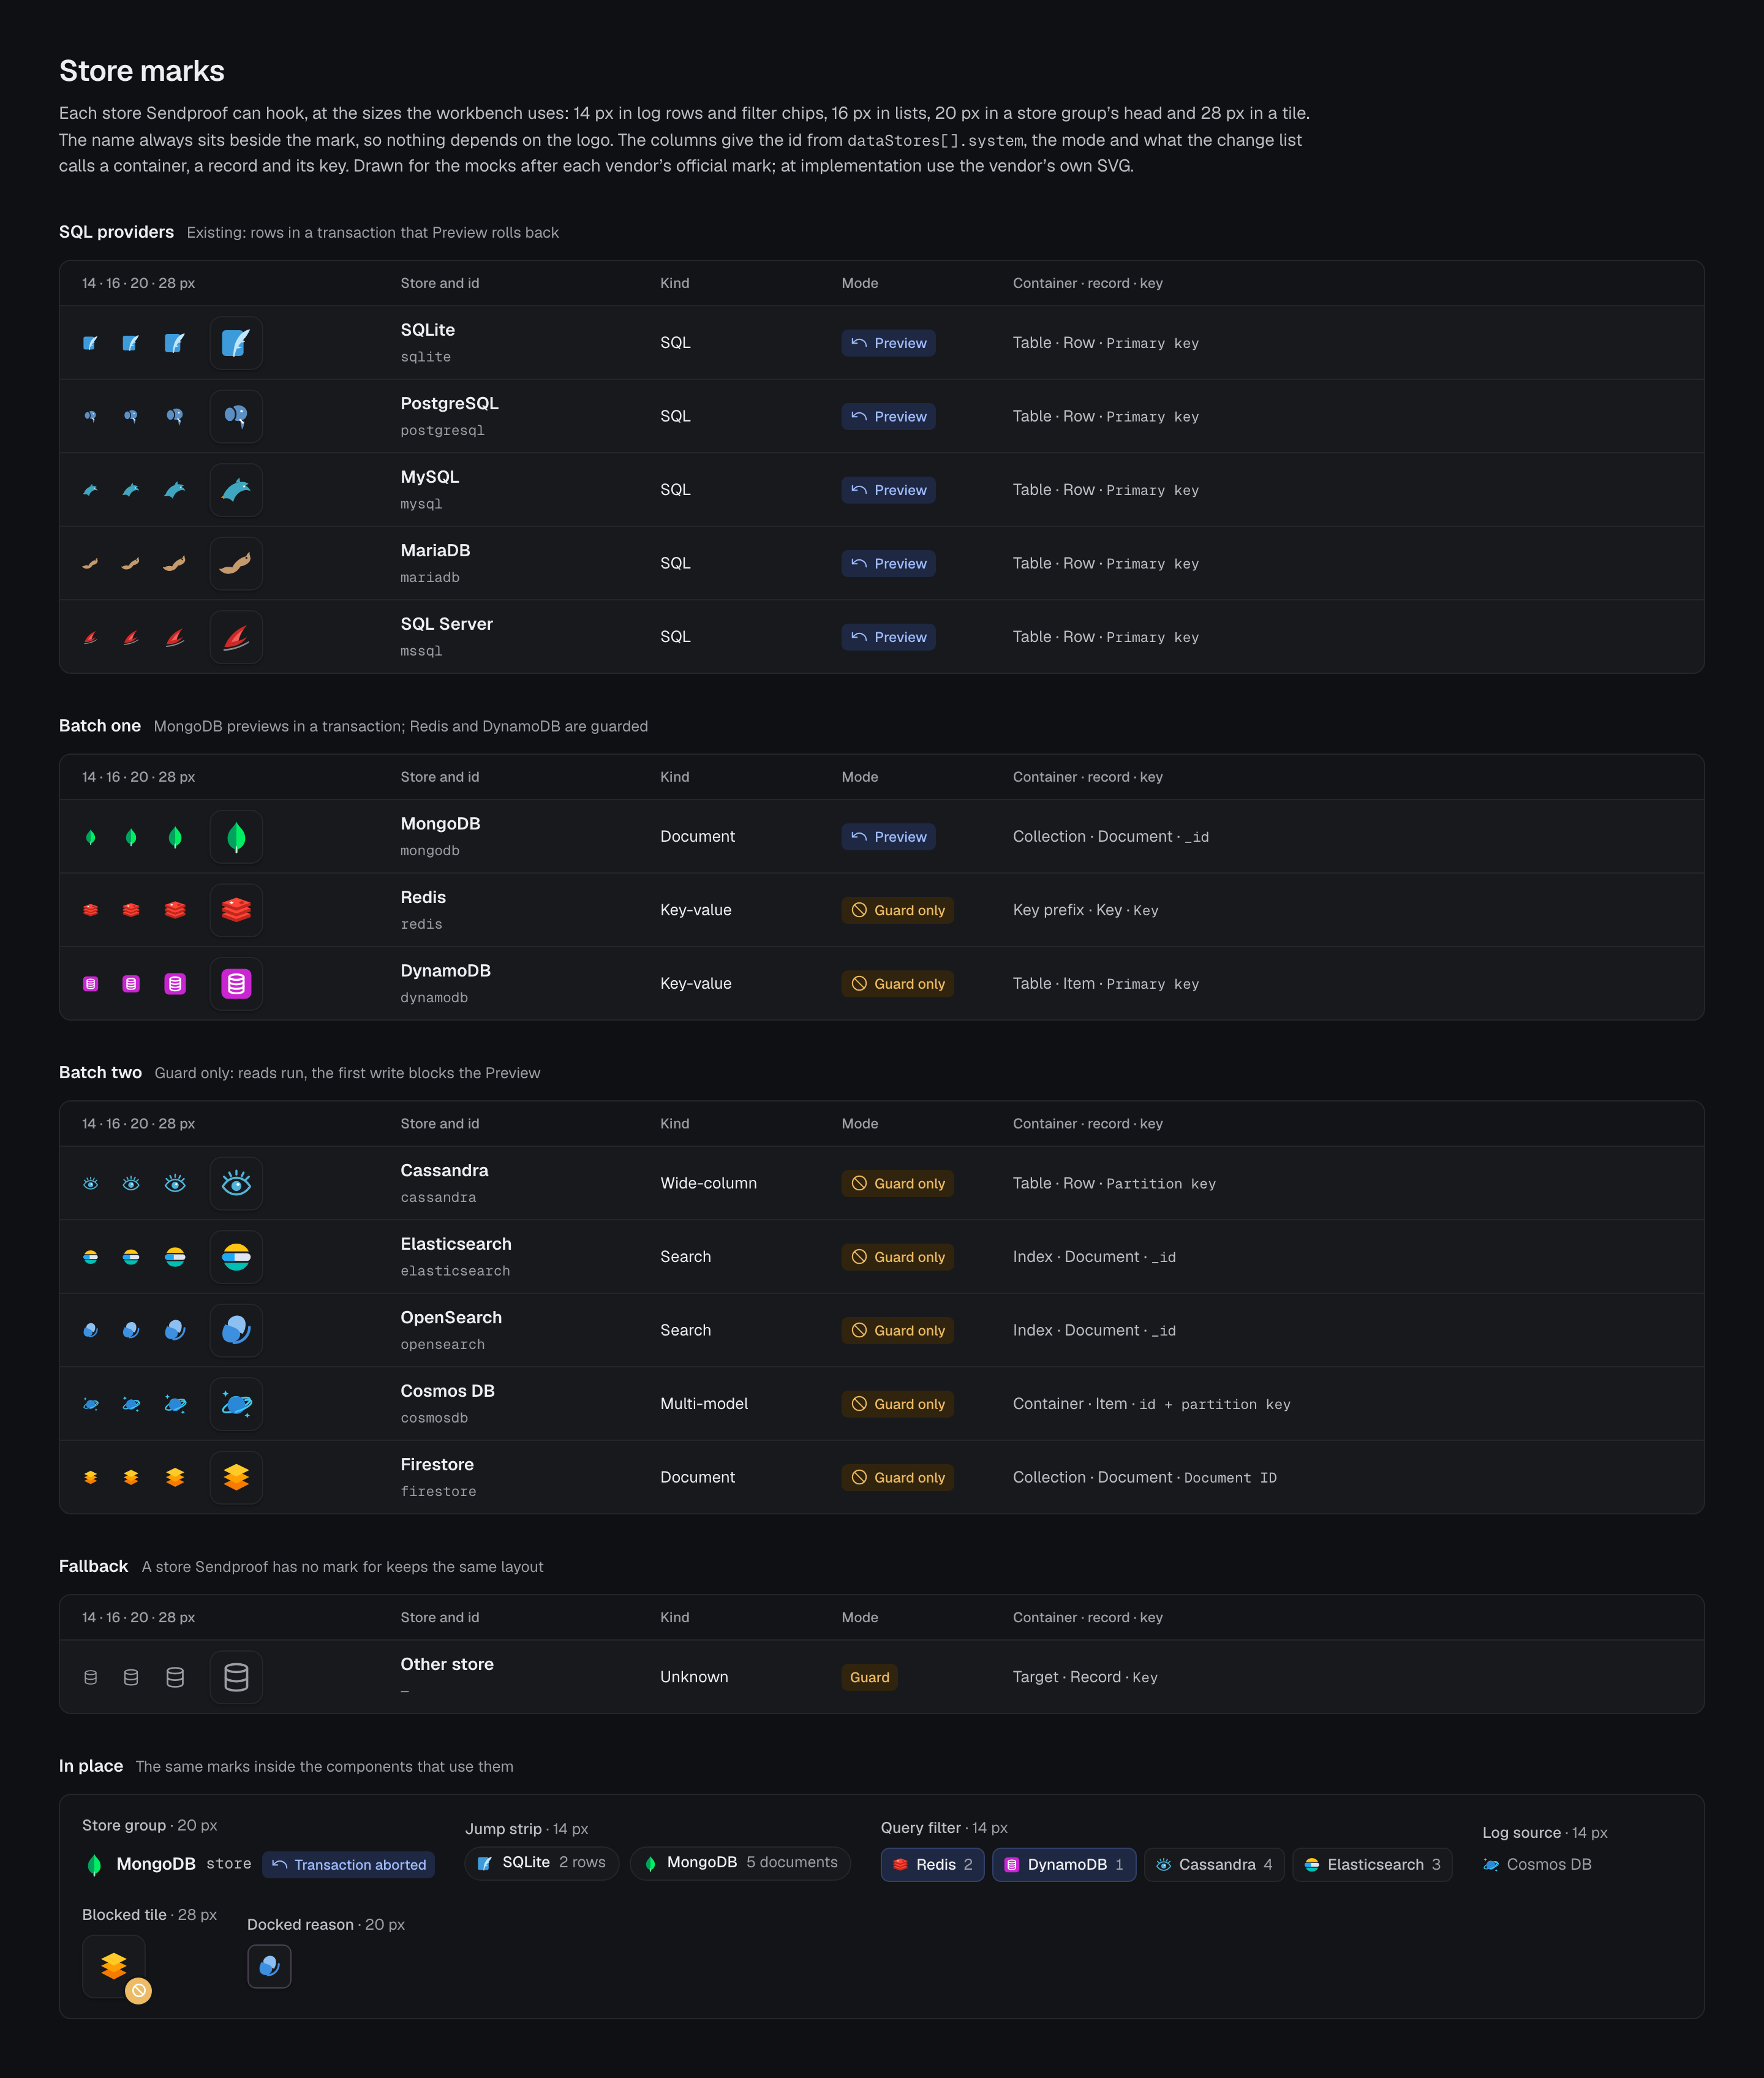 Store marks
Each store Sendproof can hook, at the sizes the workbench uses: 14 px in log rows and filter chips, 16 px in lists, 20 px in a store group’s head and 28 px in a tile.
The name always sits beside the mark, so nothing depends on the logo. The columns give the id from dataStores[].system, the mode and what the change list
calls a container, a record and its key. Drawn for the mocks after each vendor’s official mark; at implementation use the vendor’s own SVG.
SQL providers Existing: rows in a transaction that Preview rolls back
14 · 16 · 20 · 28 px Store and id Kind Mode Container · record · key
SQLite
sqlite
SQL Preview Table · Row · Primary key
PostgreSQL
postgresql
SQL Preview Table · Row · Primary key
MySQL
mysql
SQL Preview Table · Row · Primary key
MariaDB
mariadb
SQL Preview Table · Row · Primary key
SQL Server
mssql
SQL Preview Table · Row · Primary key
Batch one MongoDB previews in a transaction; Redis and DynamoDB are guarded
14 · 16 · 20 · 28 px Store and id Kind Mode Container · record · key
MongoDB
mongodb
Document Preview Collection · Document · _id
Redis
redis
Key-value Guard only Key prefix · Key · Key
DynamoDB
dynamodb
Key-value Guard only Table · Item · Primary key
Batch two Guard only: reads run, the first write blocks the Preview
14 · 16 · 20 · 28 px Store and id Kind Mode Container · record · key
Cassandra
cassandra
Wide-column Guard only Table · Row · Partition key
Elasticsearch
elasticsearch
Search Guard only Index · Document · _id
OpenSearch
opensearch
Search Guard only Index · Document · _id
Cosmos DB
cosmosdb
Multi-model Guard only Container · Item · id + partition key
Firestore
firestore
Document Guard only Collection · Document · Document ID
Fallback A store Sendproof has no mark for keeps the same layout
14 · 16 · 20 · 28 px Store and id Kind Mode Container · record · key
Other store
—
Unknown Guard Target · Record · Key
In place The same marks inside the components that use them
Store group · 20 px
MongoDB store Transaction aborted
Jump strip · 14 px
SQLite 2 rows MongoDB 5 documents
Query filter · 14 px
Redis 2 DynamoDB 1 Cassandra 4 Elasticsearch 3
Log source · 14 px
Cosmos DB
Blocked tile · 28 px
Docked reason · 20 px